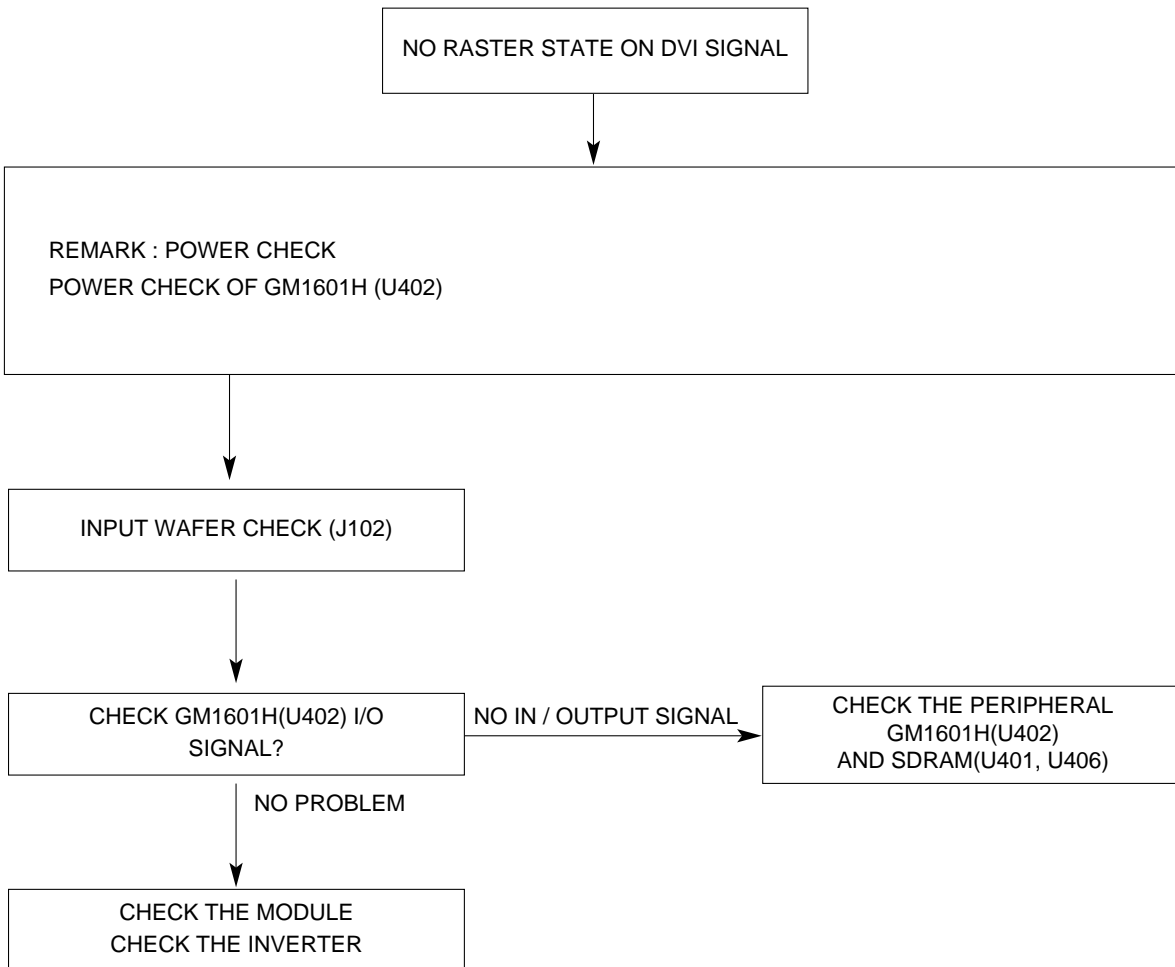 NO RASTER STATE ON DVI SIGNAL
REMARK : POWER CHECK
POWER CHECK OF GM1601H (U402)
INPUT WAFER CHECK (J102)
CHECK GM1601H(U402) I/O
SIGNAL?
NO IN / OUTPUT SIGNAL
CHECK THE PERIPHERAL
GM1601H(U402)
AND SDRAM(U401, U406)
NO PROBLEM
CHECK THE MODULE
CHECK THE INVERTER